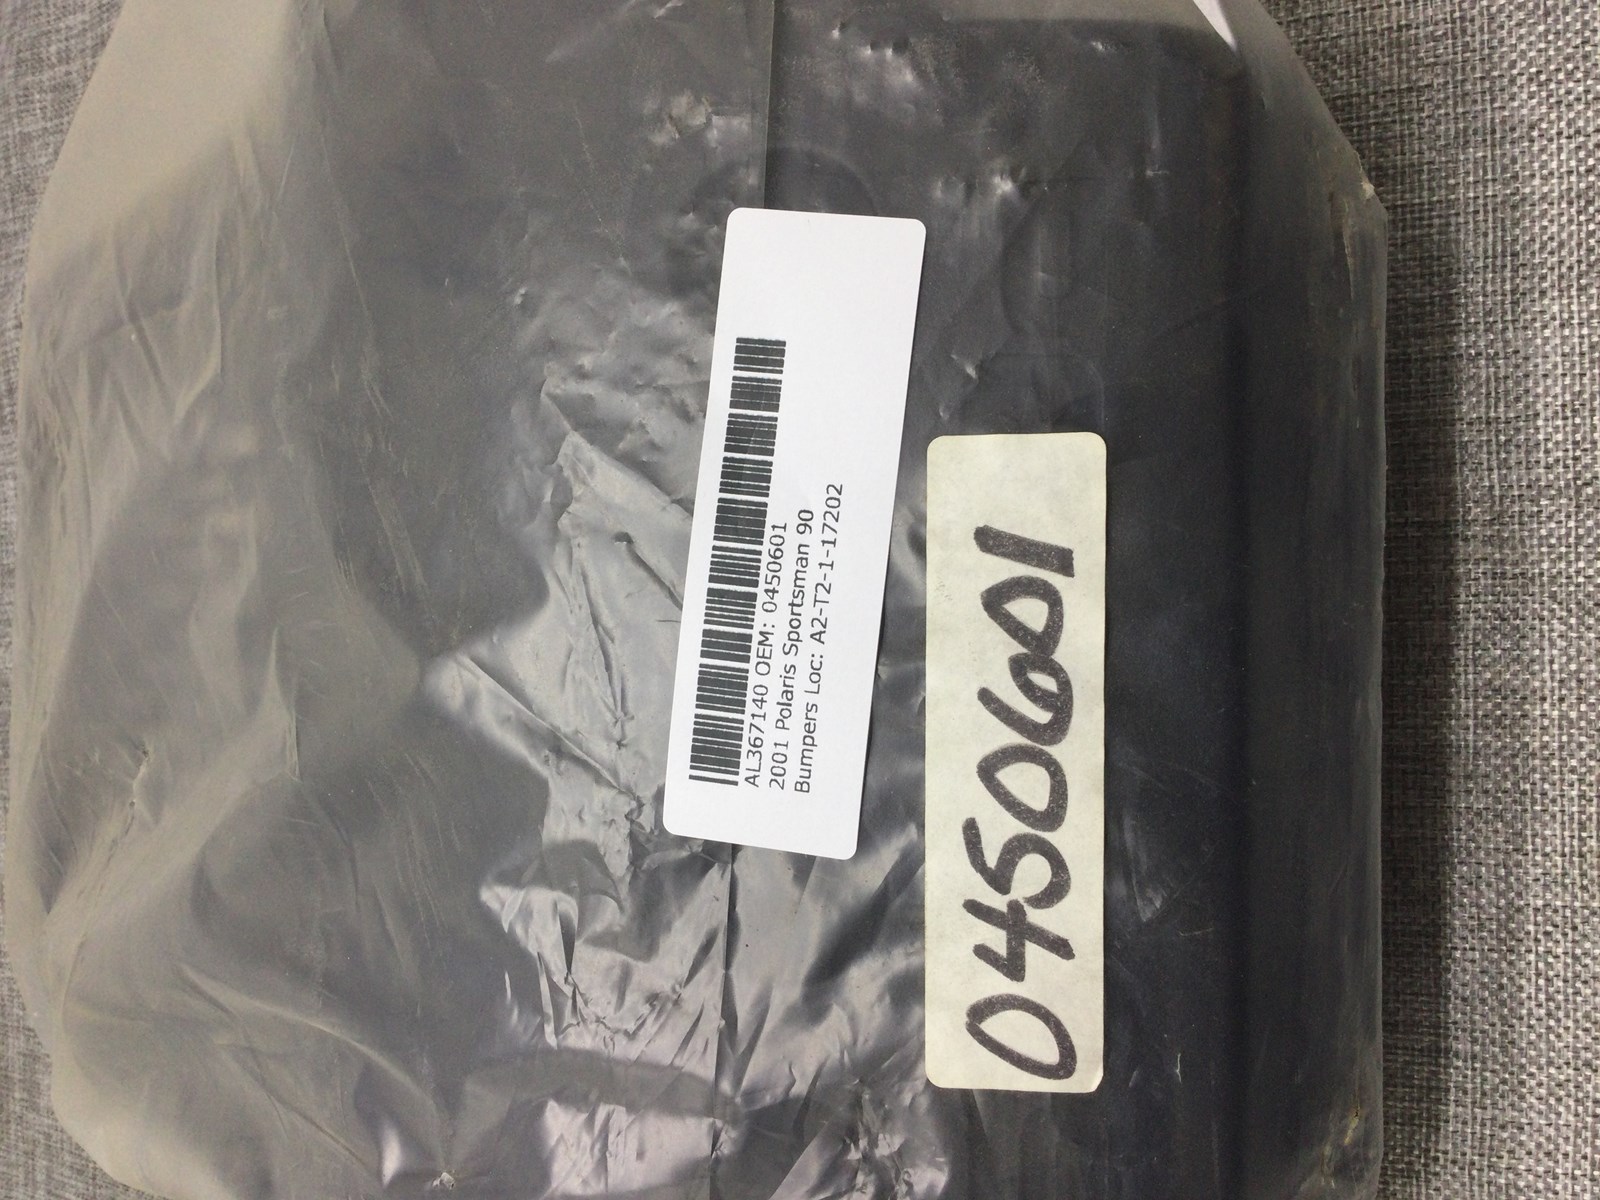 AL367140 OEM: 0450601
2001 Polaris Sportsman 90
Bumpers Loc: A2-T2-1-17202
0450601